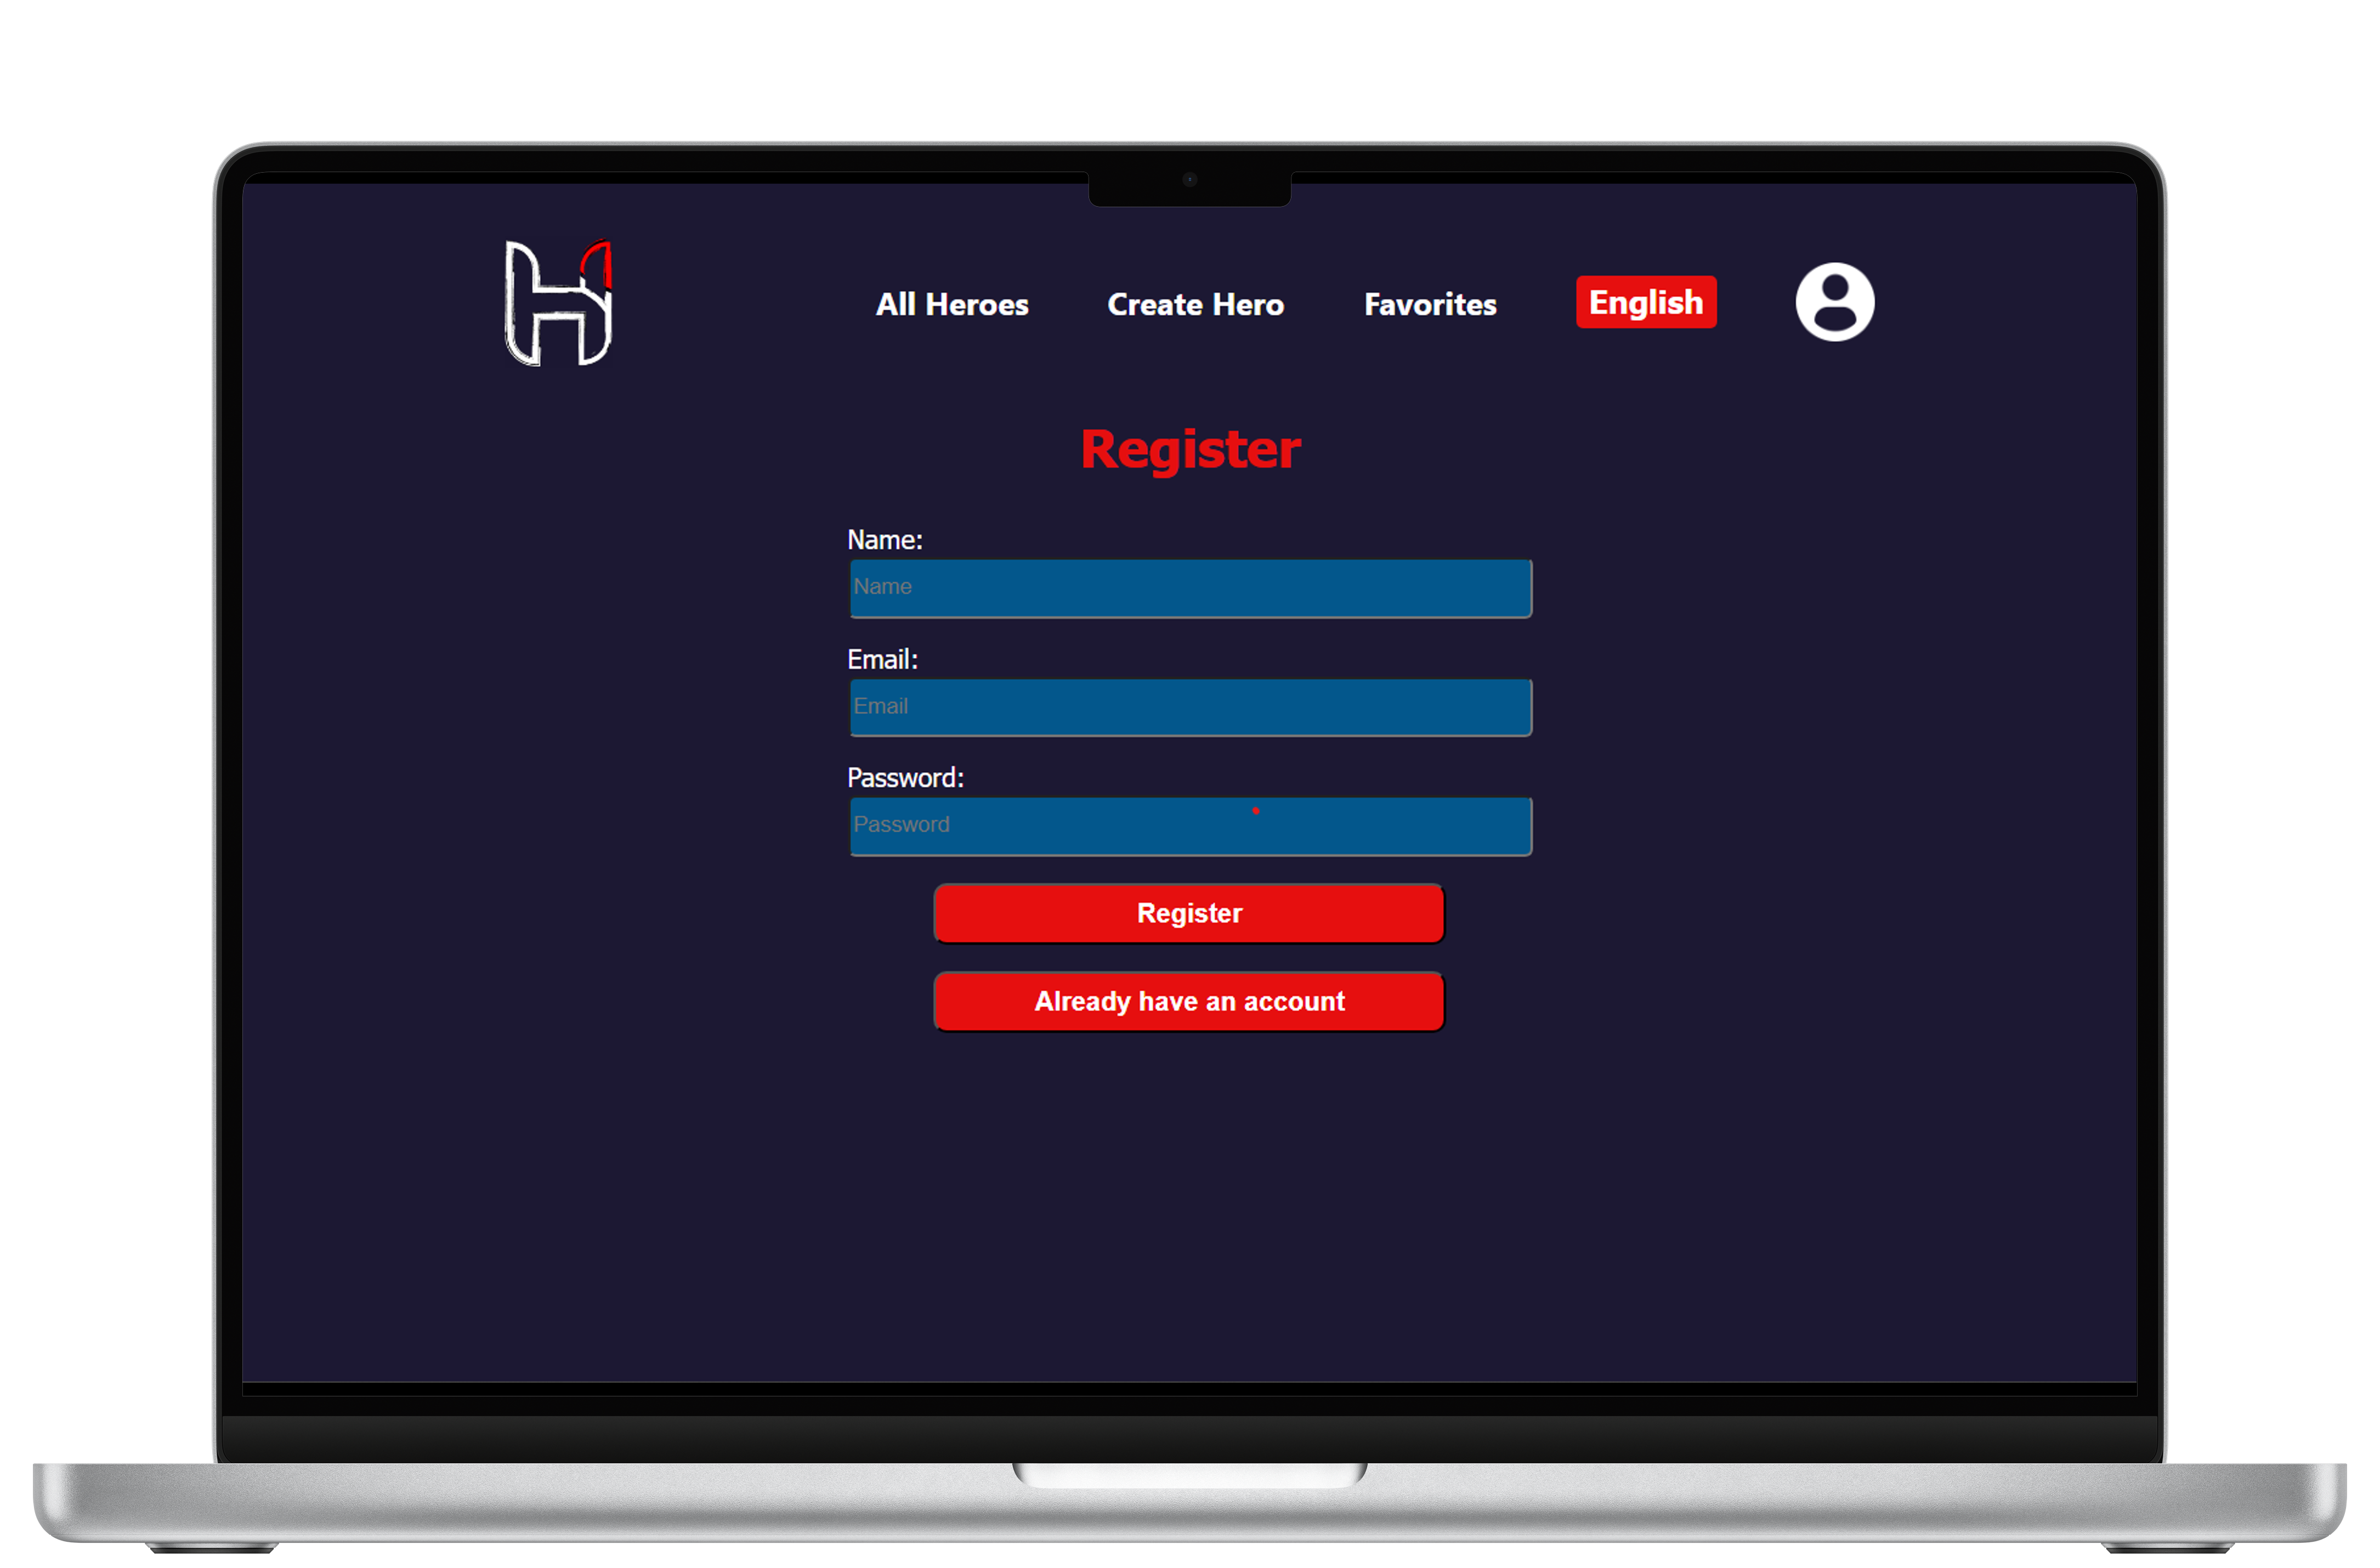 All Heroes Create Hero Favorites English
Register
Name:
Name
Email:
Email
Password:
Password
Register
Already have an account